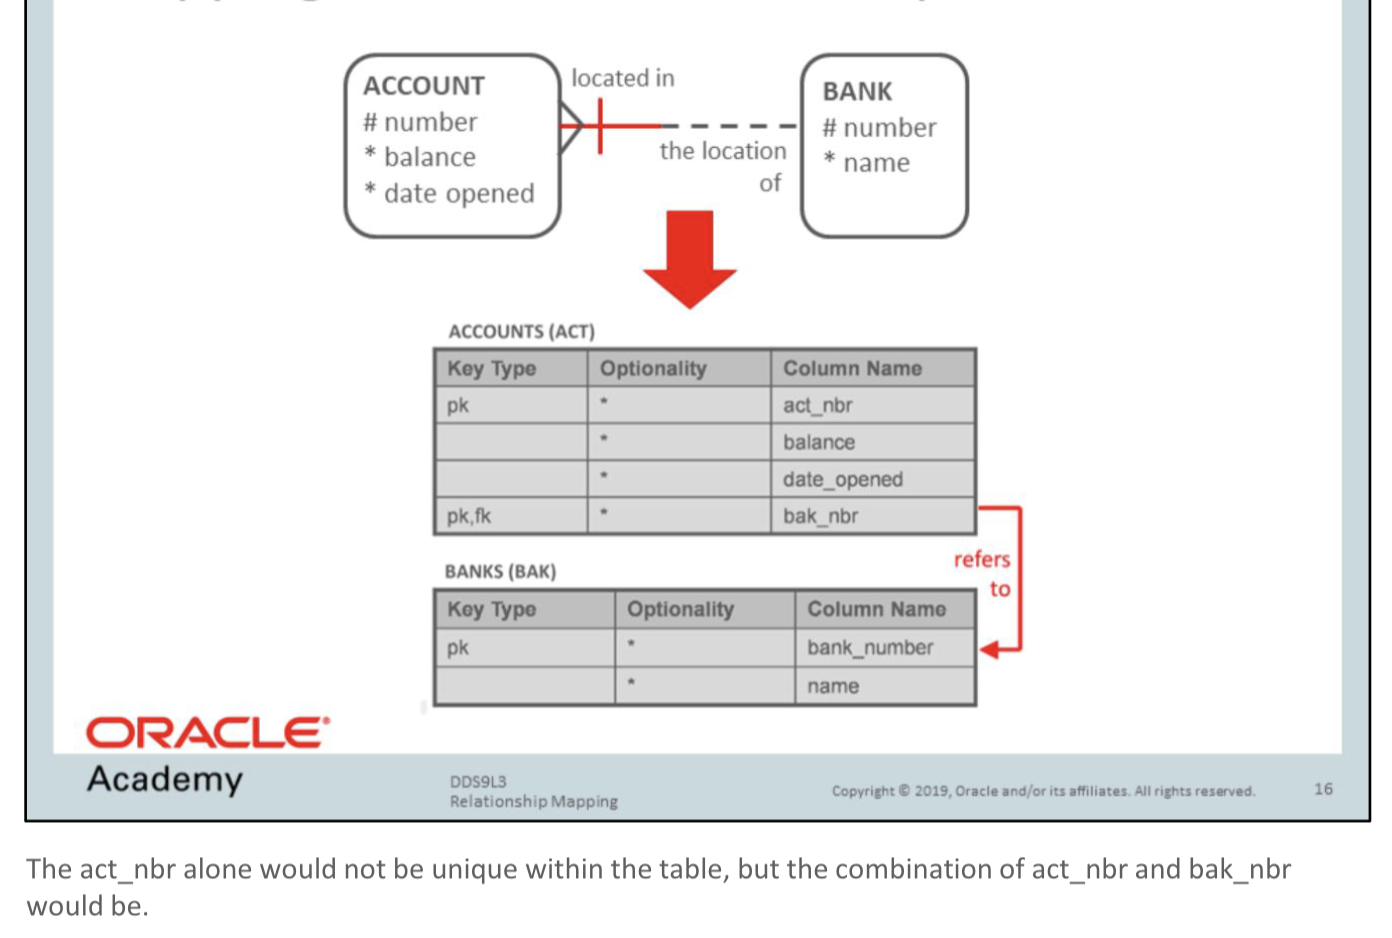 ACCOUNT
# number
* balance
* date opened
located in
the location
of
BANK
# number
* name
ACCOUNTS (ACT)
Key Type Optionality Column Name
pk * act_nbr
* balance
* date_opened
pk,fk * bak_nbr
refers
to
BANKS (BAK)
Key Type Optionality Column Name
pk * bank_number
* name
ORACLE®
Academy
DDS9L3
Relationship Mapping
Copyright © 2019, Oracle and/or its affiliates. All rights reserved.
16
The act_nbr alone would not be unique within the table, but the combination of act_nbr and bak_nbr
would be.